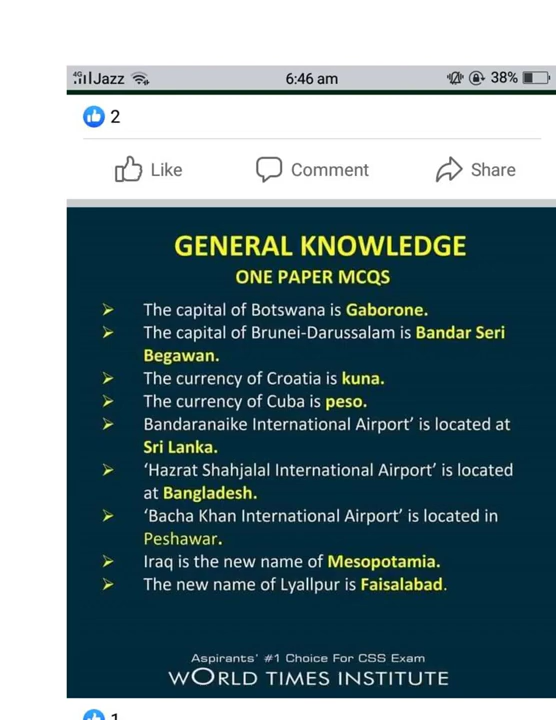 4G Jazz 6:46 am 38%
2
Like Comment Share
GENERAL KNOWLEDGE
ONE PAPER MCQS
➢ The capital of Botswana is Gaborone.
➢ The capital of Brunei-Darussalam is Bandar Seri
Begawan.
➢ The currency of Croatia is kuna.
➢ The currency of Cuba is peso.
➢ Bandaranaike International Airport’ is located at
Sri Lanka.
➢ ‘Hazrat Shahjalal International Airport’ is located
at Bangladesh.
➢ ‘Bacha Khan International Airport’ is located in
Peshawar.
➢ Iraq is the new name of Mesopotamia.
➢ The new name of Lyallpur is Faisalabad.
Aspirants’ #1 Choice For CSS Exam
WORLD TIMES INSTITUTE
1